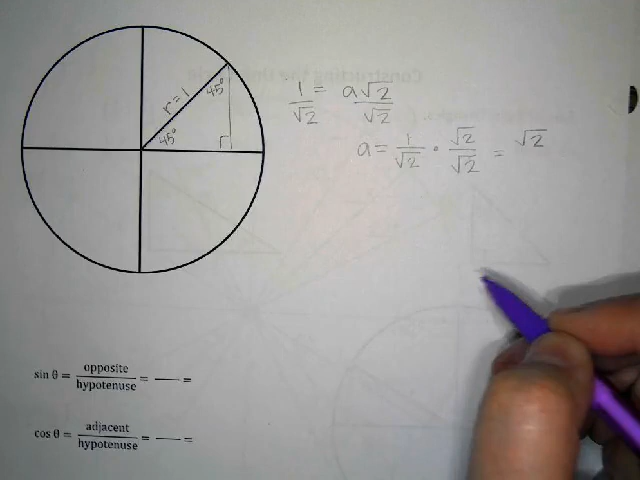 r = 1
45°
45°
1/√2 = a√2/√2
a = 1/√2 • √2/√2 = √2
sin θ = opposite/hypotenuse = — =
cos θ = adjacent/hypotenuse = — =